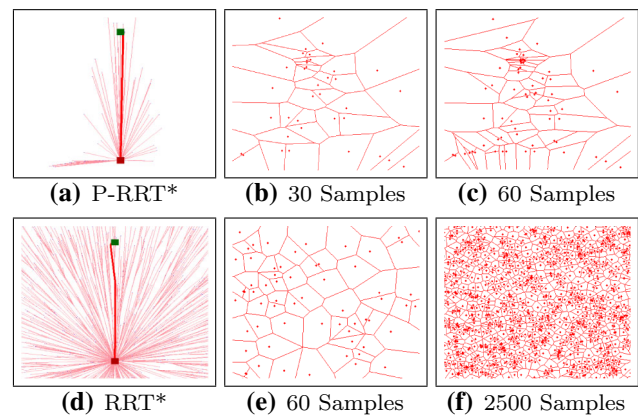 (a) P-RRT*
(b) 30 Samples
(c) 60 Samples
(d) RRT*
(e) 60 Samples
(f) 2500 Samples